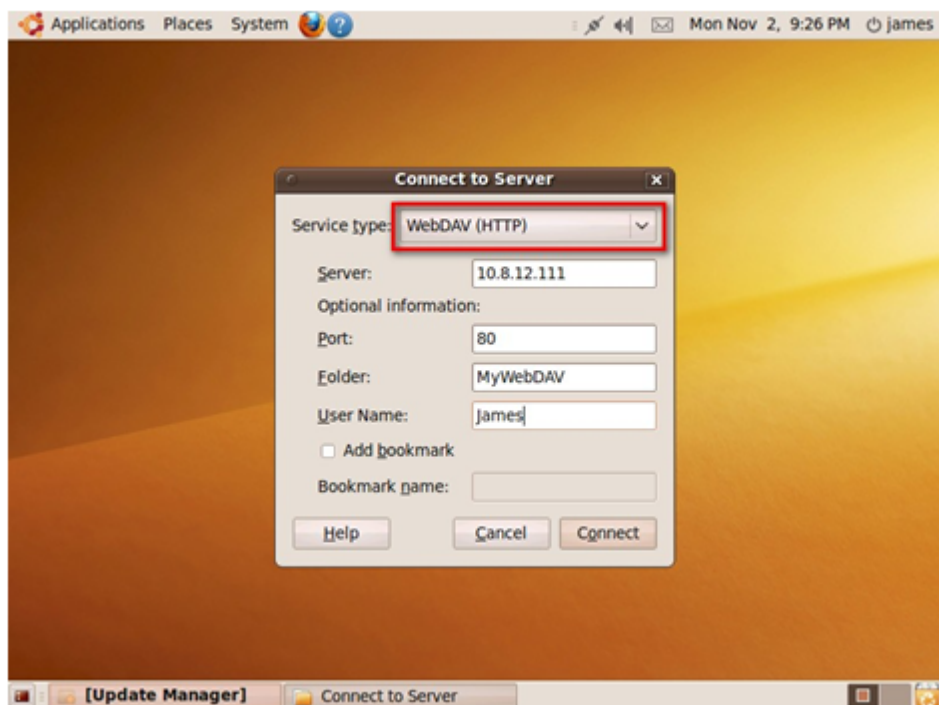 Applications Places System Mon Nov 2, 9:26 PM james
Connect to Server
Service type: WebDAV (HTTP)
Server: 10.8.12.111
Optional information:
Port: 80
Folder: MyWebDAV
User Name: James
Add bookmark
Bookmark name:
Help Cancel Connect
[Update Manager] Connect to Server